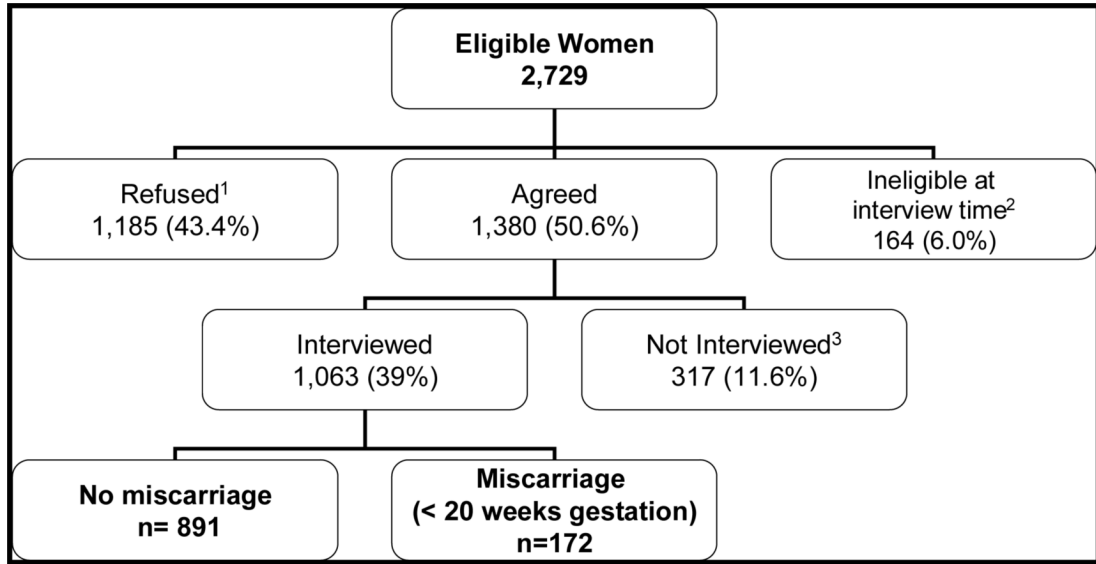 Eligible Women
2,729
Refused¹
1,185 (43.4%)
Agreed
1,380 (50.6%)
Ineligible at
interview time²
164 (6.0%)
Interviewed
1,063 (39%)
Not Interviewed³
317 (11.6%)
No miscarriage
n= 891
Miscarriage
(< 20 weeks gestation)
n=172